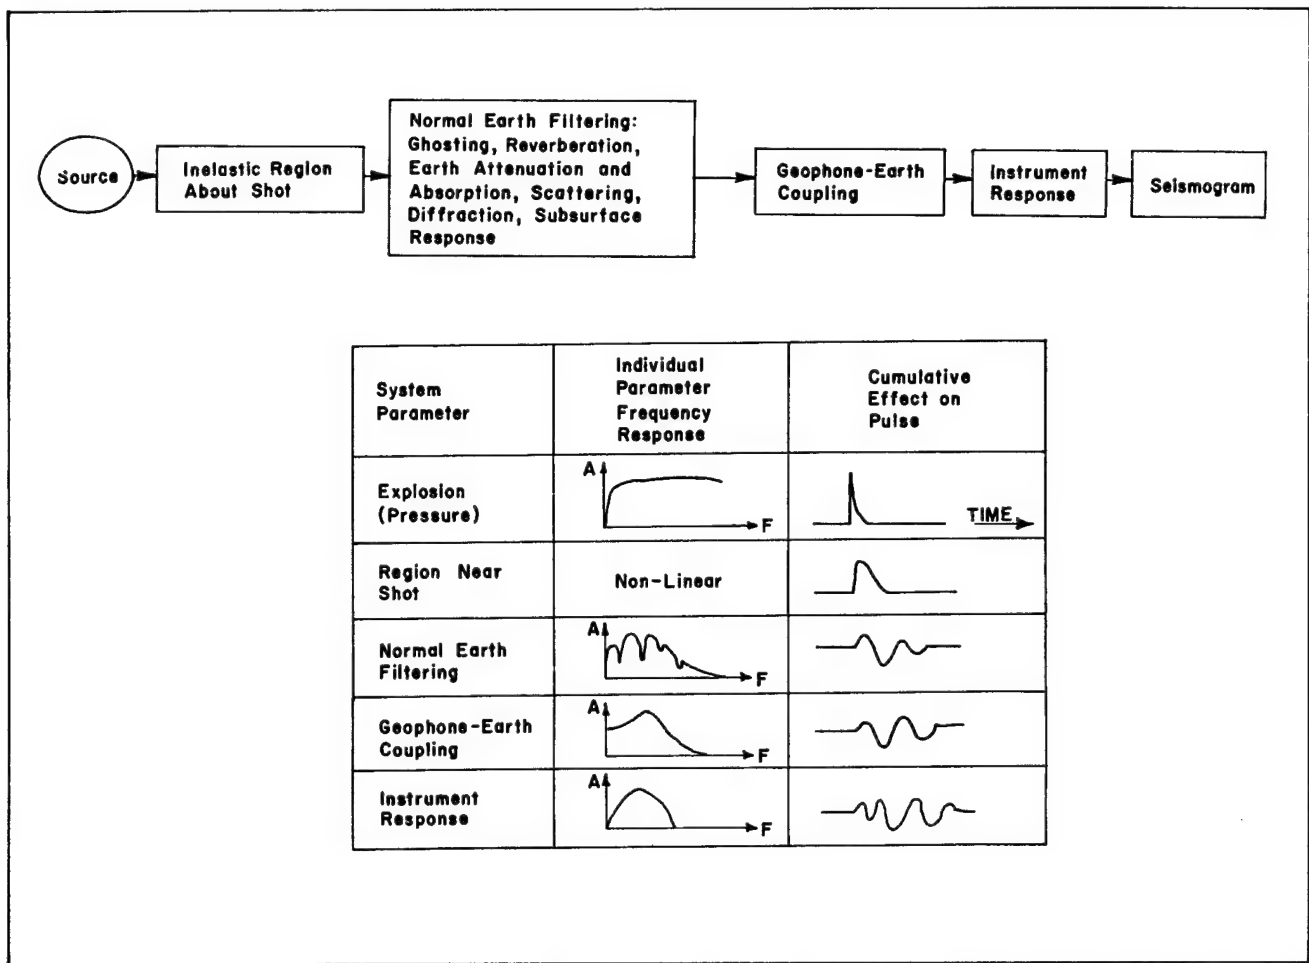 Source
Inelastic Region
About Shot
Normal Earth Filtering:
Ghosting, Reverberation,
Earth Attenuation and
Absorption, Scattering,
Diffraction, Subsurface
Response
Geophone-Earth
Coupling
Instrument
Response
Seismogram
System
Parameter
Individual
Parameter
Frequency
Response
Cumulative
Effect on
Pulse
Explosion
(Pressure)
A
F
TIME
Region Near
Shot
Non-Linear
Normal Earth
Filtering
A
F
Geophone-Earth
Coupling
A
F
Instrument
Response
A
F